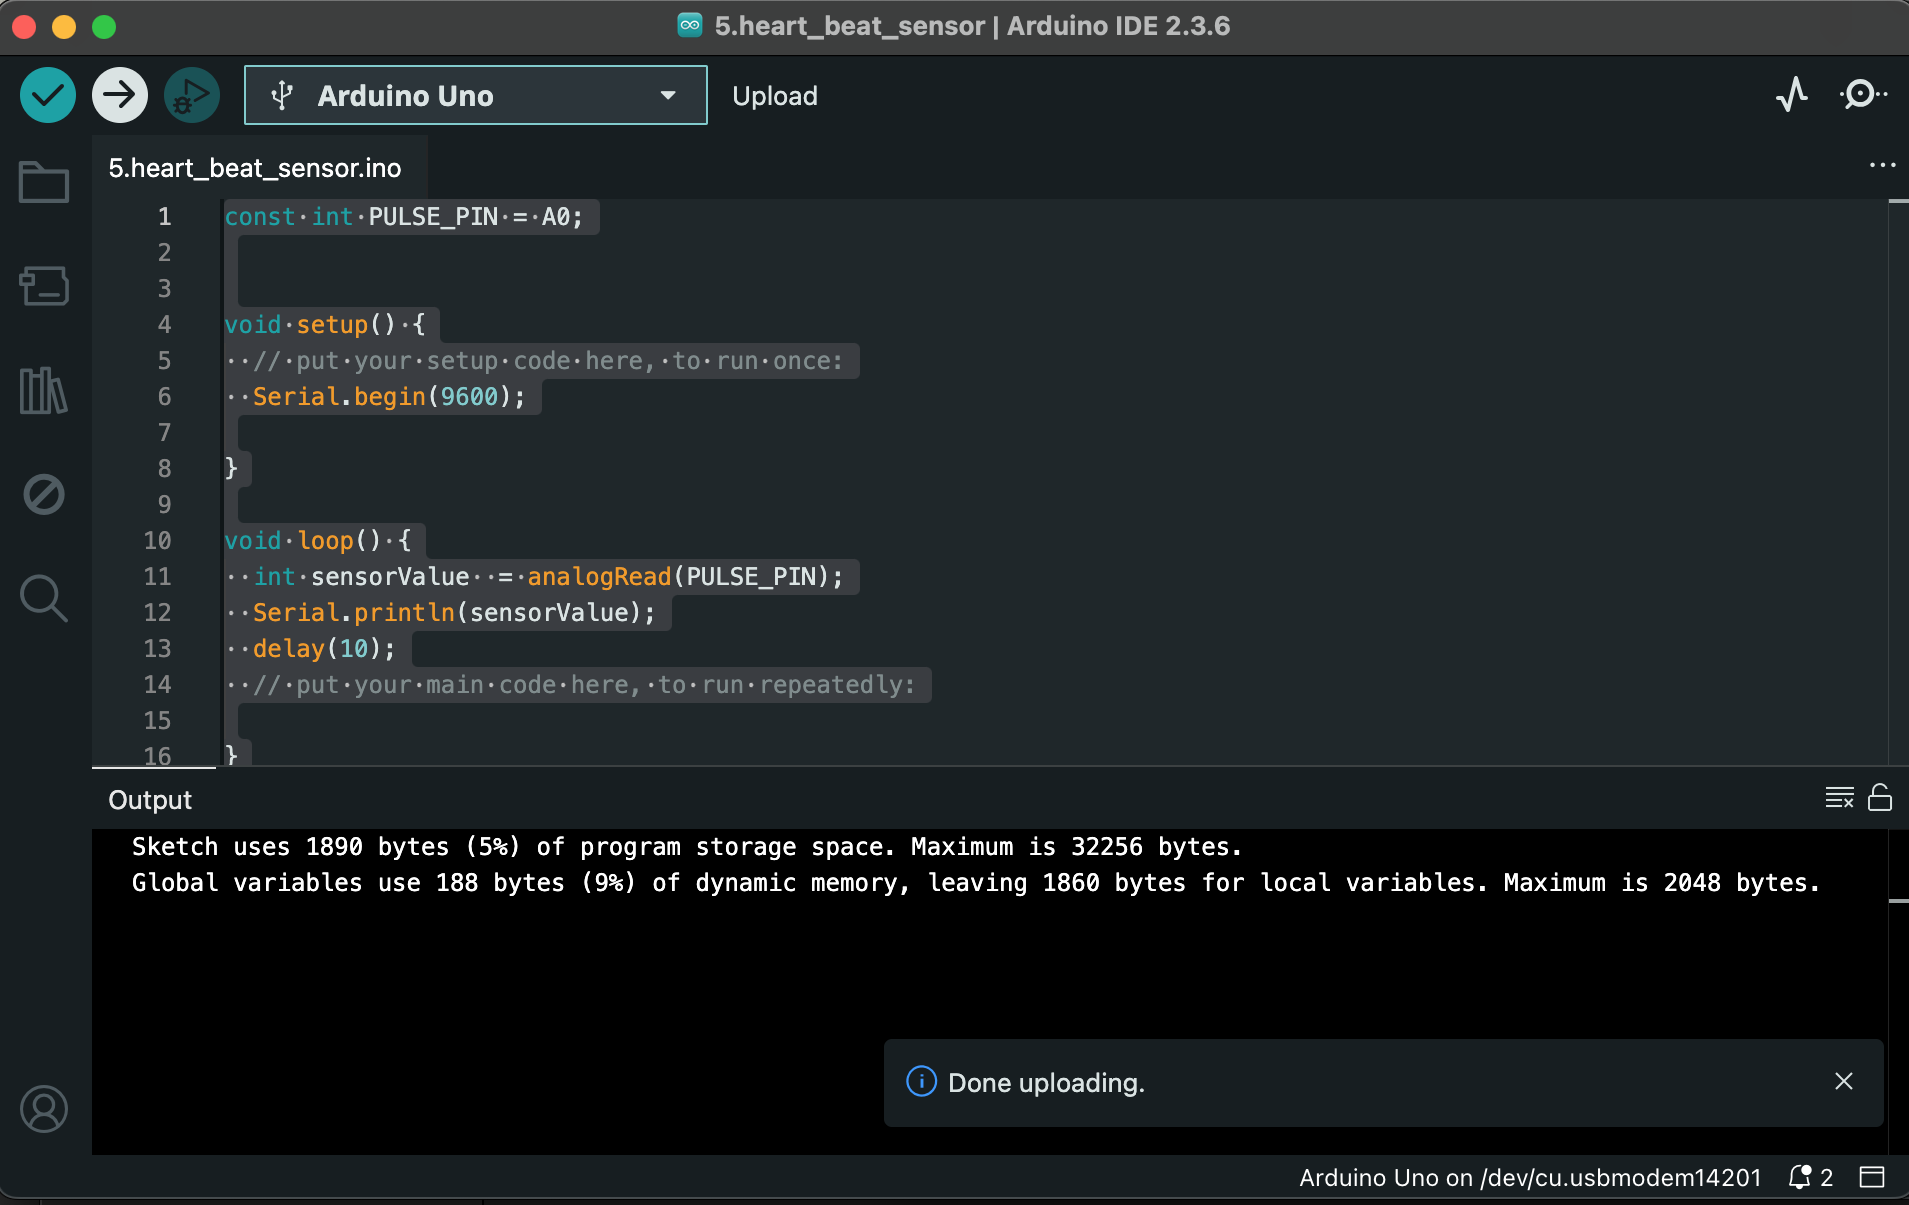 5.heart_beat_sensor | Arduino IDE 2.3.6
Arduino Uno
Upload
5.heart_beat_sensor.ino
1 const int PULSE_PIN = A0;
2
3
4 void setup() {
5 // put your setup code here, to run once:
6 Serial.begin(9600);
7
8 }
9
10 void loop() {
11 int sensorValue  = analogRead(PULSE_PIN);
12 Serial.println(sensorValue);
13 delay(10);
14 // put your main code here, to run repeatedly:
15
16 }
Output
Sketch uses 1890 bytes (5%) of program storage space. Maximum is 32256 bytes.
Global variables use 188 bytes (9%) of dynamic memory, leaving 1860 bytes for local variables. Maximum is 2048 bytes.
Done uploading.
Arduino Uno on /dev/cu.usbmodem14201
2